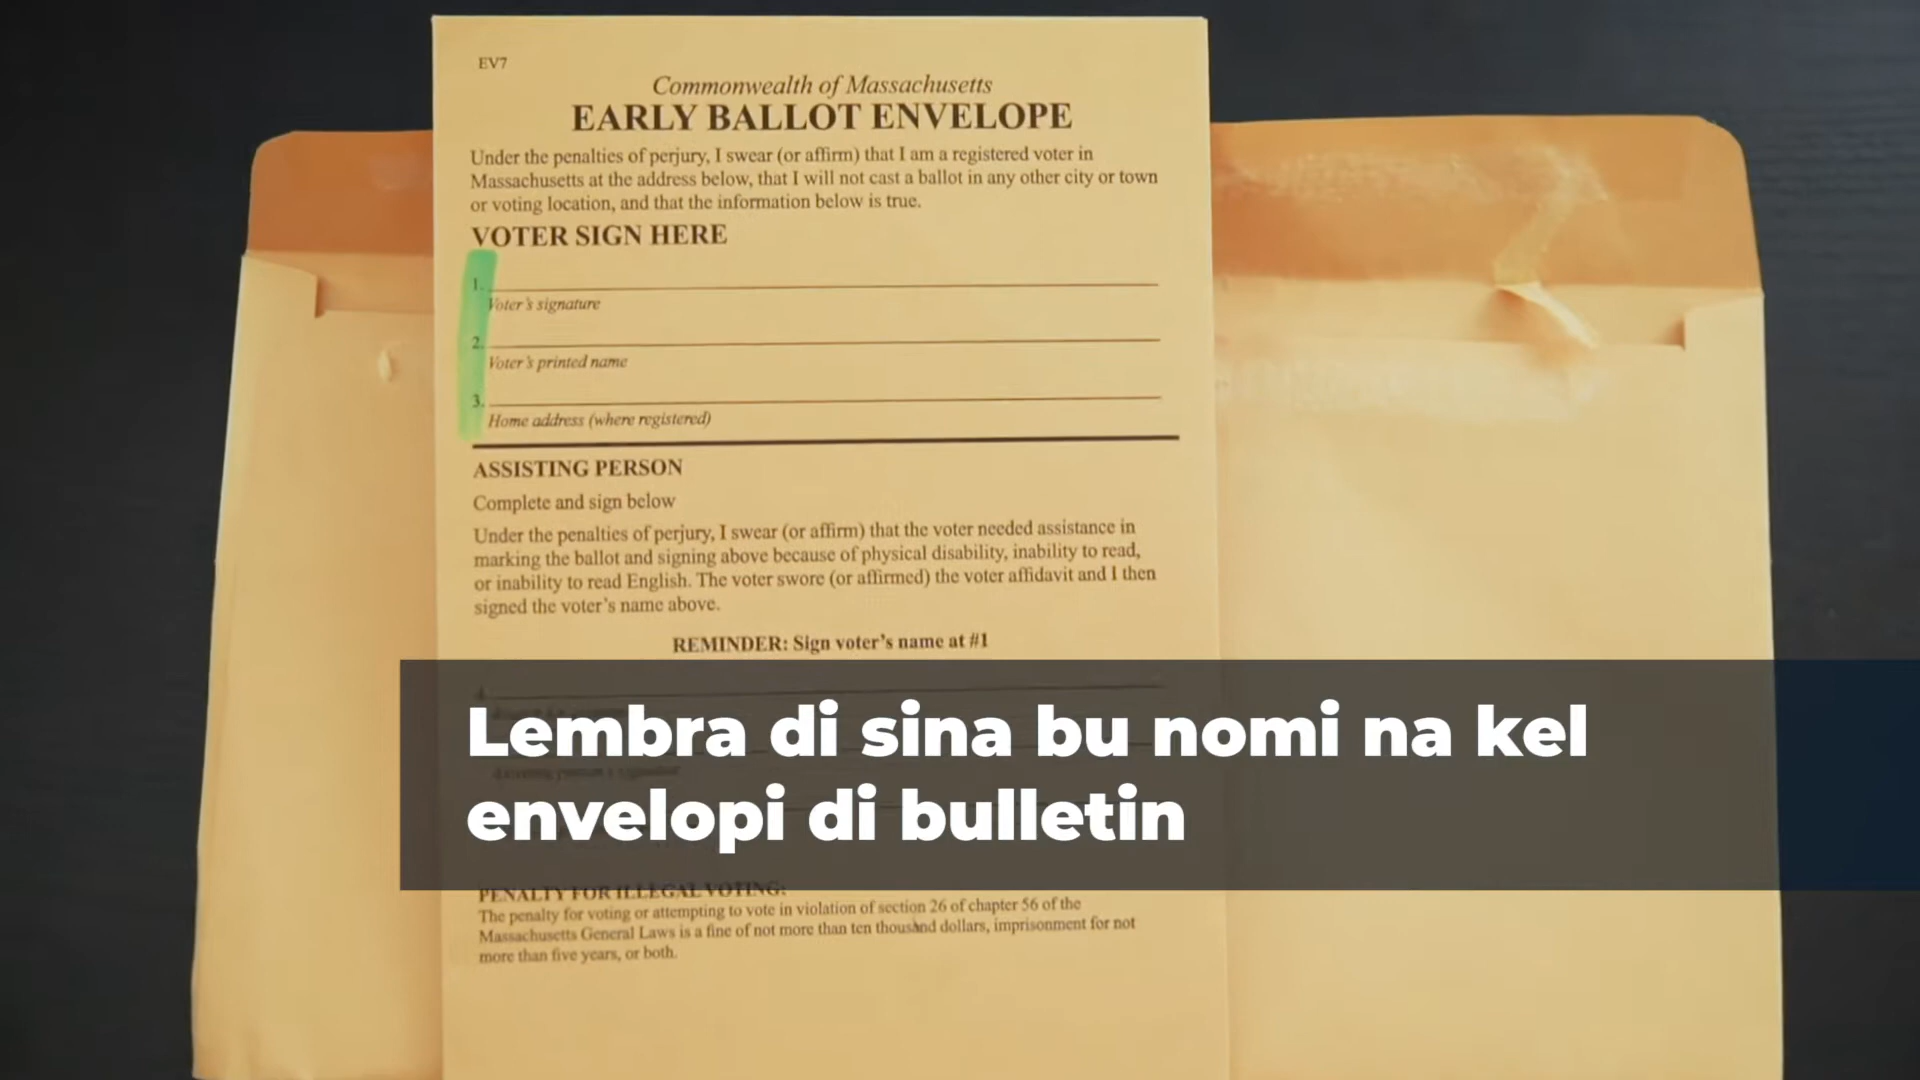 EV7
Commonwealth of Massachusetts
EARLY BALLOT ENVELOPE
Under the penalties of perjury, I swear (or affirm) that I am a registered voter in
Massachusetts at the address below, that I will not cast a ballot in any other city or town
or voting location, and that the information below is true.
VOTER SIGN HERE
1.
Voter's signature
2.
Voter's printed name
3.
Home address (where registered)
ASSISTING PERSON
Complete and sign below
Under the penalties of perjury, I swear (or affirm) that the voter needed assistance in
marking the ballot and signing above because of physical disability, inability to read,
or inability to read English. The voter swore (or affirmed) the voter affidavit and I then
signed the voter's name above.
REMINDER: Sign voter's name at #1
Lembra di sina bu nomi na kel
envelopi di bulletin
PENALTY FOR ILLEGAL VOTING:
The penalty for voting or attempting to vote in violation of section 26 of chapter 56 of the
Massachusetts General Laws is a fine of not more than ten thousand dollars, imprisonment for not
more than five years, or both.